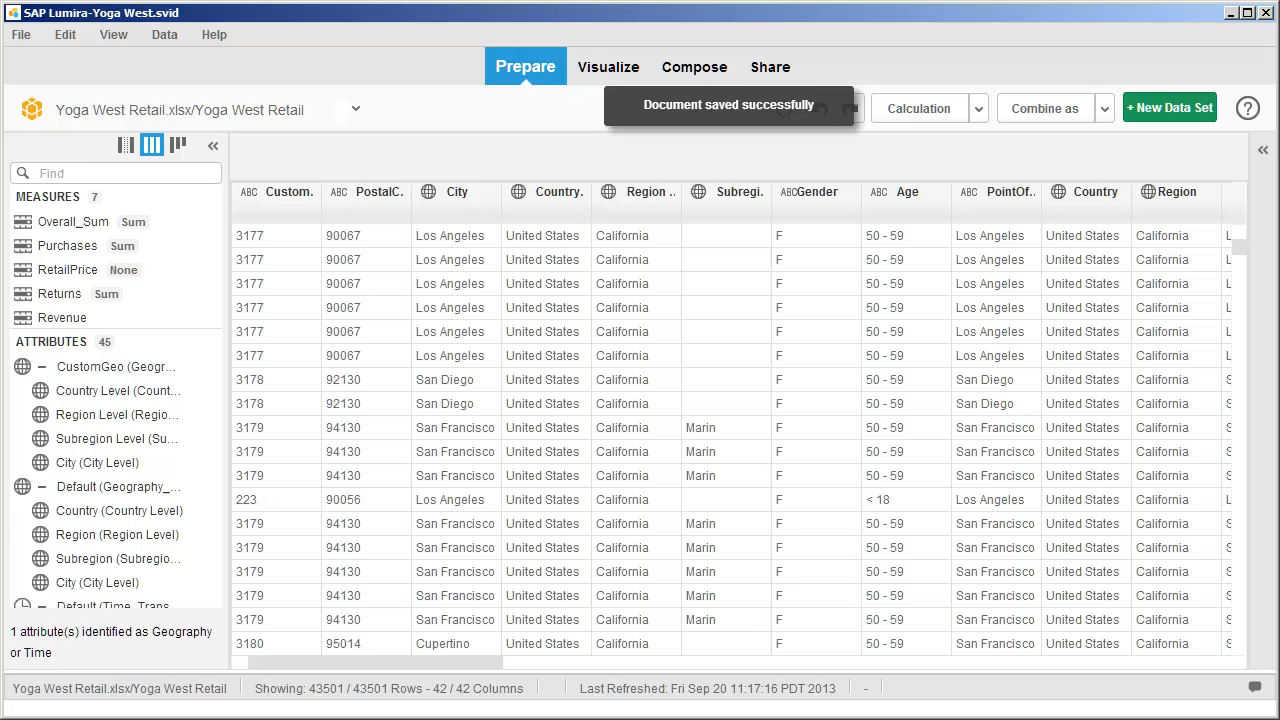 SAP Lumira-Yoga West.svid
File Edit View Data Help
Prepare Visualize Compose Share
Document saved successfully
Yoga West Retail.xlsx/Yoga West Retail
Calculation
Combine as
+ New Data Set
?
Find
MEASURES 7
Overall_Sum Sum
Purchases Sum
RetailPrice None
Returns Sum
Revenue
ATTRIBUTES 45
CustomGeo (Geogr...
Country Level (Count...
Region Level (Regio...
Subregion Level (Su...
City (City Level)
Default (Geography_...
Country (Country Level)
Region (Region Level)
Subregion (Subregio...
City (City Level)
Default (Time_Trans
1 attribute(s) identified as Geography
or Time
ABC Custom. ABC PostalC. City Country. Region .. Subregi. ABC Gender ABC Age ABC PointOf.. Country Region
3177 90067 Los Angeles United States California F 50 - 59 Los Angeles United States California L
3177 90067 Los Angeles United States California F 50 - 59 Los Angeles United States California L
3177 90067 Los Angeles United States California F 50 - 59 Los Angeles United States California L
3177 90067 Los Angeles United States California F 50 - 59 Los Angeles United States California L
3177 90067 Los Angeles United States California F 50 - 59 Los Angeles United States California L
3177 90067 Los Angeles United States California F 50 - 59 Los Angeles United States California L
3178 92130 San Diego United States California F 50 - 59 San Diego United States California S
3178 92130 San Diego United States California F 50 - 59 San Diego United States California S
3179 94130 San Francisco United States California Marin F 50 - 59 San Francisco United States California S
3179 94130 San Francisco United States California Marin F 50 - 59 San Francisco United States California S
3179 94130 San Francisco United States California Marin F 50 - 59 San Francisco United States California S
223 90056 Los Angeles United States California F < 18 Los Angeles United States California L
3179 94130 San Francisco United States California Marin F 50 - 59 San Francisco United States California S
3179 94130 San Francisco United States California Marin F 50 - 59 San Francisco United States California S
3179 94130 San Francisco United States California Marin F 50 - 59 San Francisco United States California S
3179 94130 San Francisco United States California Marin F 50 - 59 San Francisco United States California S
3179 94130 San Francisco United States California Marin F 50 - 59 San Francisco United States California S
3180 95014 Cupertino United States California F 50 - 59 San Francisco United States California S
Yoga West Retail.xlsx/Yoga West Retail Showing: 43501 / 43501 Rows - 42 / 42 Columns Last Refreshed: Fri Sep 20 11:17:16 PDT 2013 -